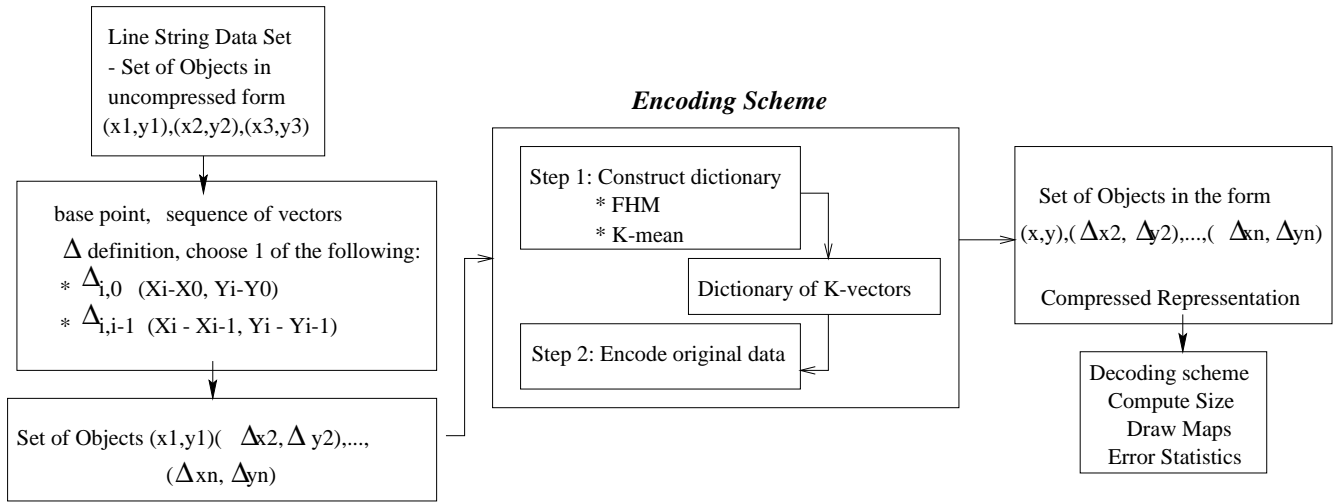 Line String Data Set
- Set of Objects in
uncompressed form
(x1,y1),(x2,y2),(x3,y3)
base point, sequence of vectors
Δ definition, choose 1 of the following:
* Δi,0 (Xi-X0, Yi-Y0)
* Δi,i-1 (Xi - Xi-1, Yi - Yi-1)
Set of Objects (x1,y1)( Δx2, Δ y2),...,
(Δxn, Δyn)
Encoding Scheme
Step 1: Construct dictionary
* FHM
* K-mean
Dictionary of K-vectors
Step 2: Encode original data
Set of Objects in the form
(x,y),(Δx2, Δy2),...,( Δxn, Δyn)
Compressed Representation
Decoding scheme
Compute Size
Draw Maps
Error Statistics